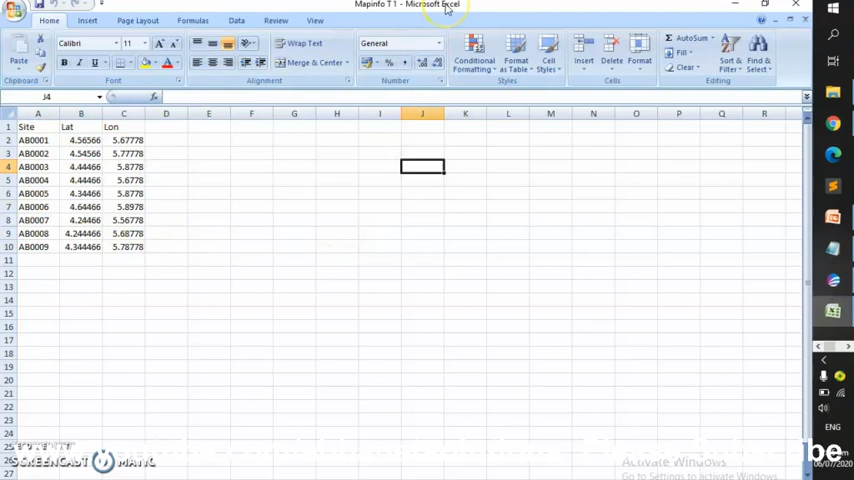 Mapinfo T1 - Microsoft Excel
Home Insert Page Layout Formulas Data Review View
Calibri 11 A A Wrap Text General Σ AutoSum
Paste B I U Merge & Center % , Conditional Formatting Format as Table Cell Styles Insert Delete Format Fill Clear Sort & Filter Find & Select
Clipboard Font Alignment Number Styles Cells Editing
J4 fx
A B C D E F G H I J K L M N O P Q R
1 Site Lat Lon
2 AB0001 4.56566 5.67778
3 AB0002 4.54566 5.77778
4 AB0003 4.44466 5.8778
5 AB0004 4.44466 5.6778
6 AB0005 4.34466 5.8778
7 AB0006 4.64466 5.8978
8 AB0007 4.24466 5.56778
9 AB0008 4.244466 5.68778
10 AB0009 4.344466 5.78778
11
12
13
14
15
16
17
18
19
20
21
22
23
24
25
26
27
SCREENCAST MATIC
Activate Windows
Go to Settings to activate Windows.
ENG
06/07/2020